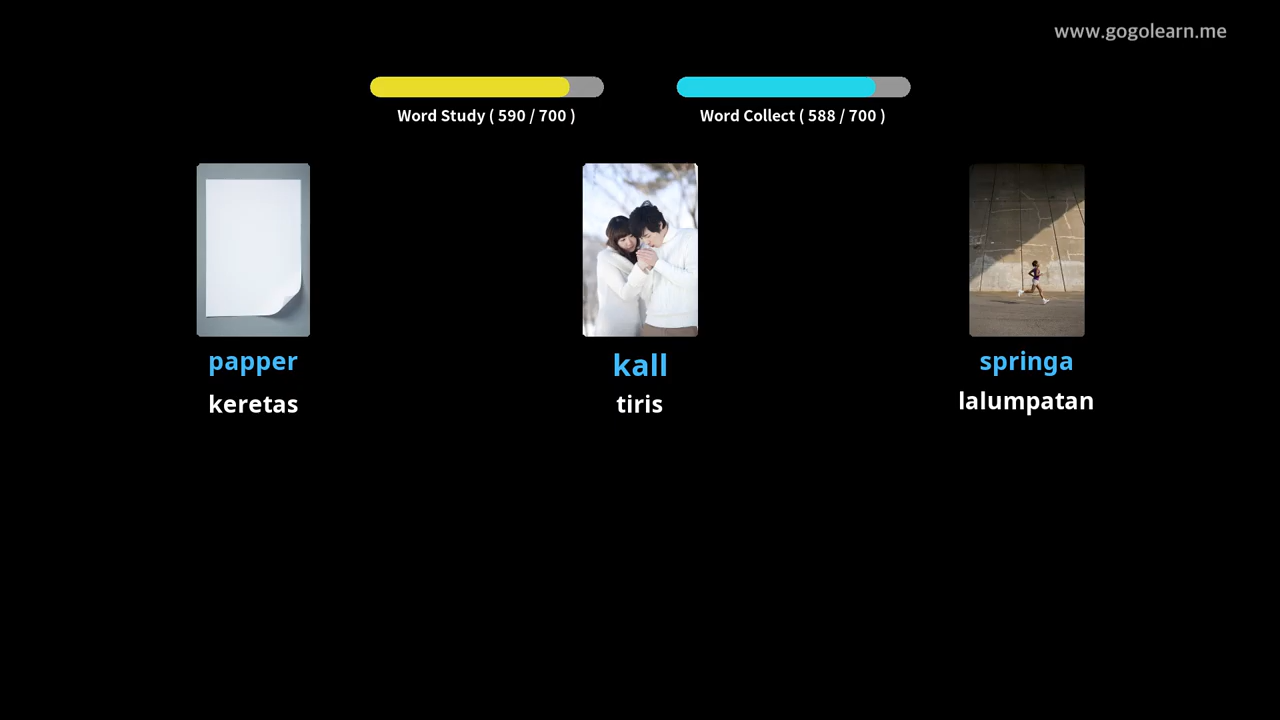 www.gogolearn.me
Word Study ( 590 / 700 )
Word Collect ( 588 / 700 )
papper
keretas
kall
tiris
springa
lalumpatan